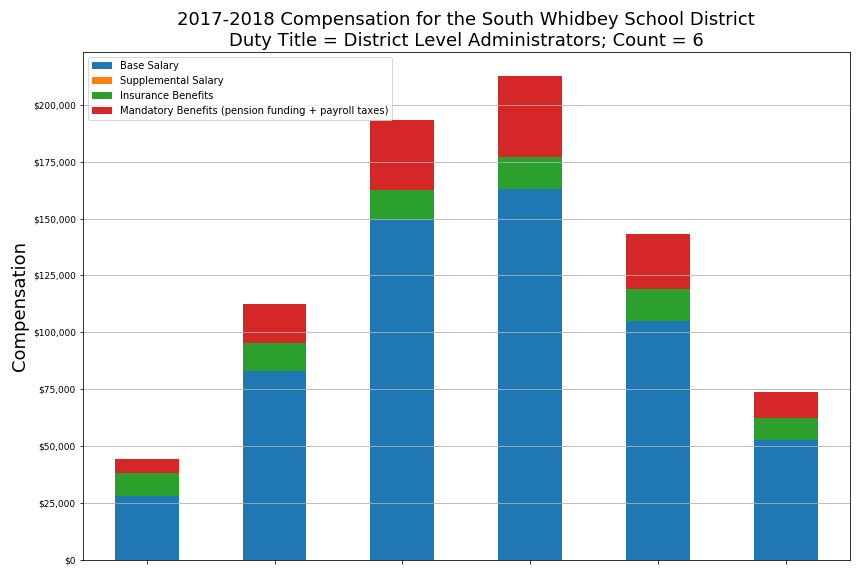 2017-2018 Compensation for the South Whidbey School District
Duty Title = District Level Administrators; Count = 6
Base Salary
Supplemental Salary
Insurance Benefits
Mandatory Benefits (pension funding + payroll taxes)
$200,000
$175,000
$150,000
$125,000
$100,000
$75,000
$50,000
$25,000
$0
Compensation